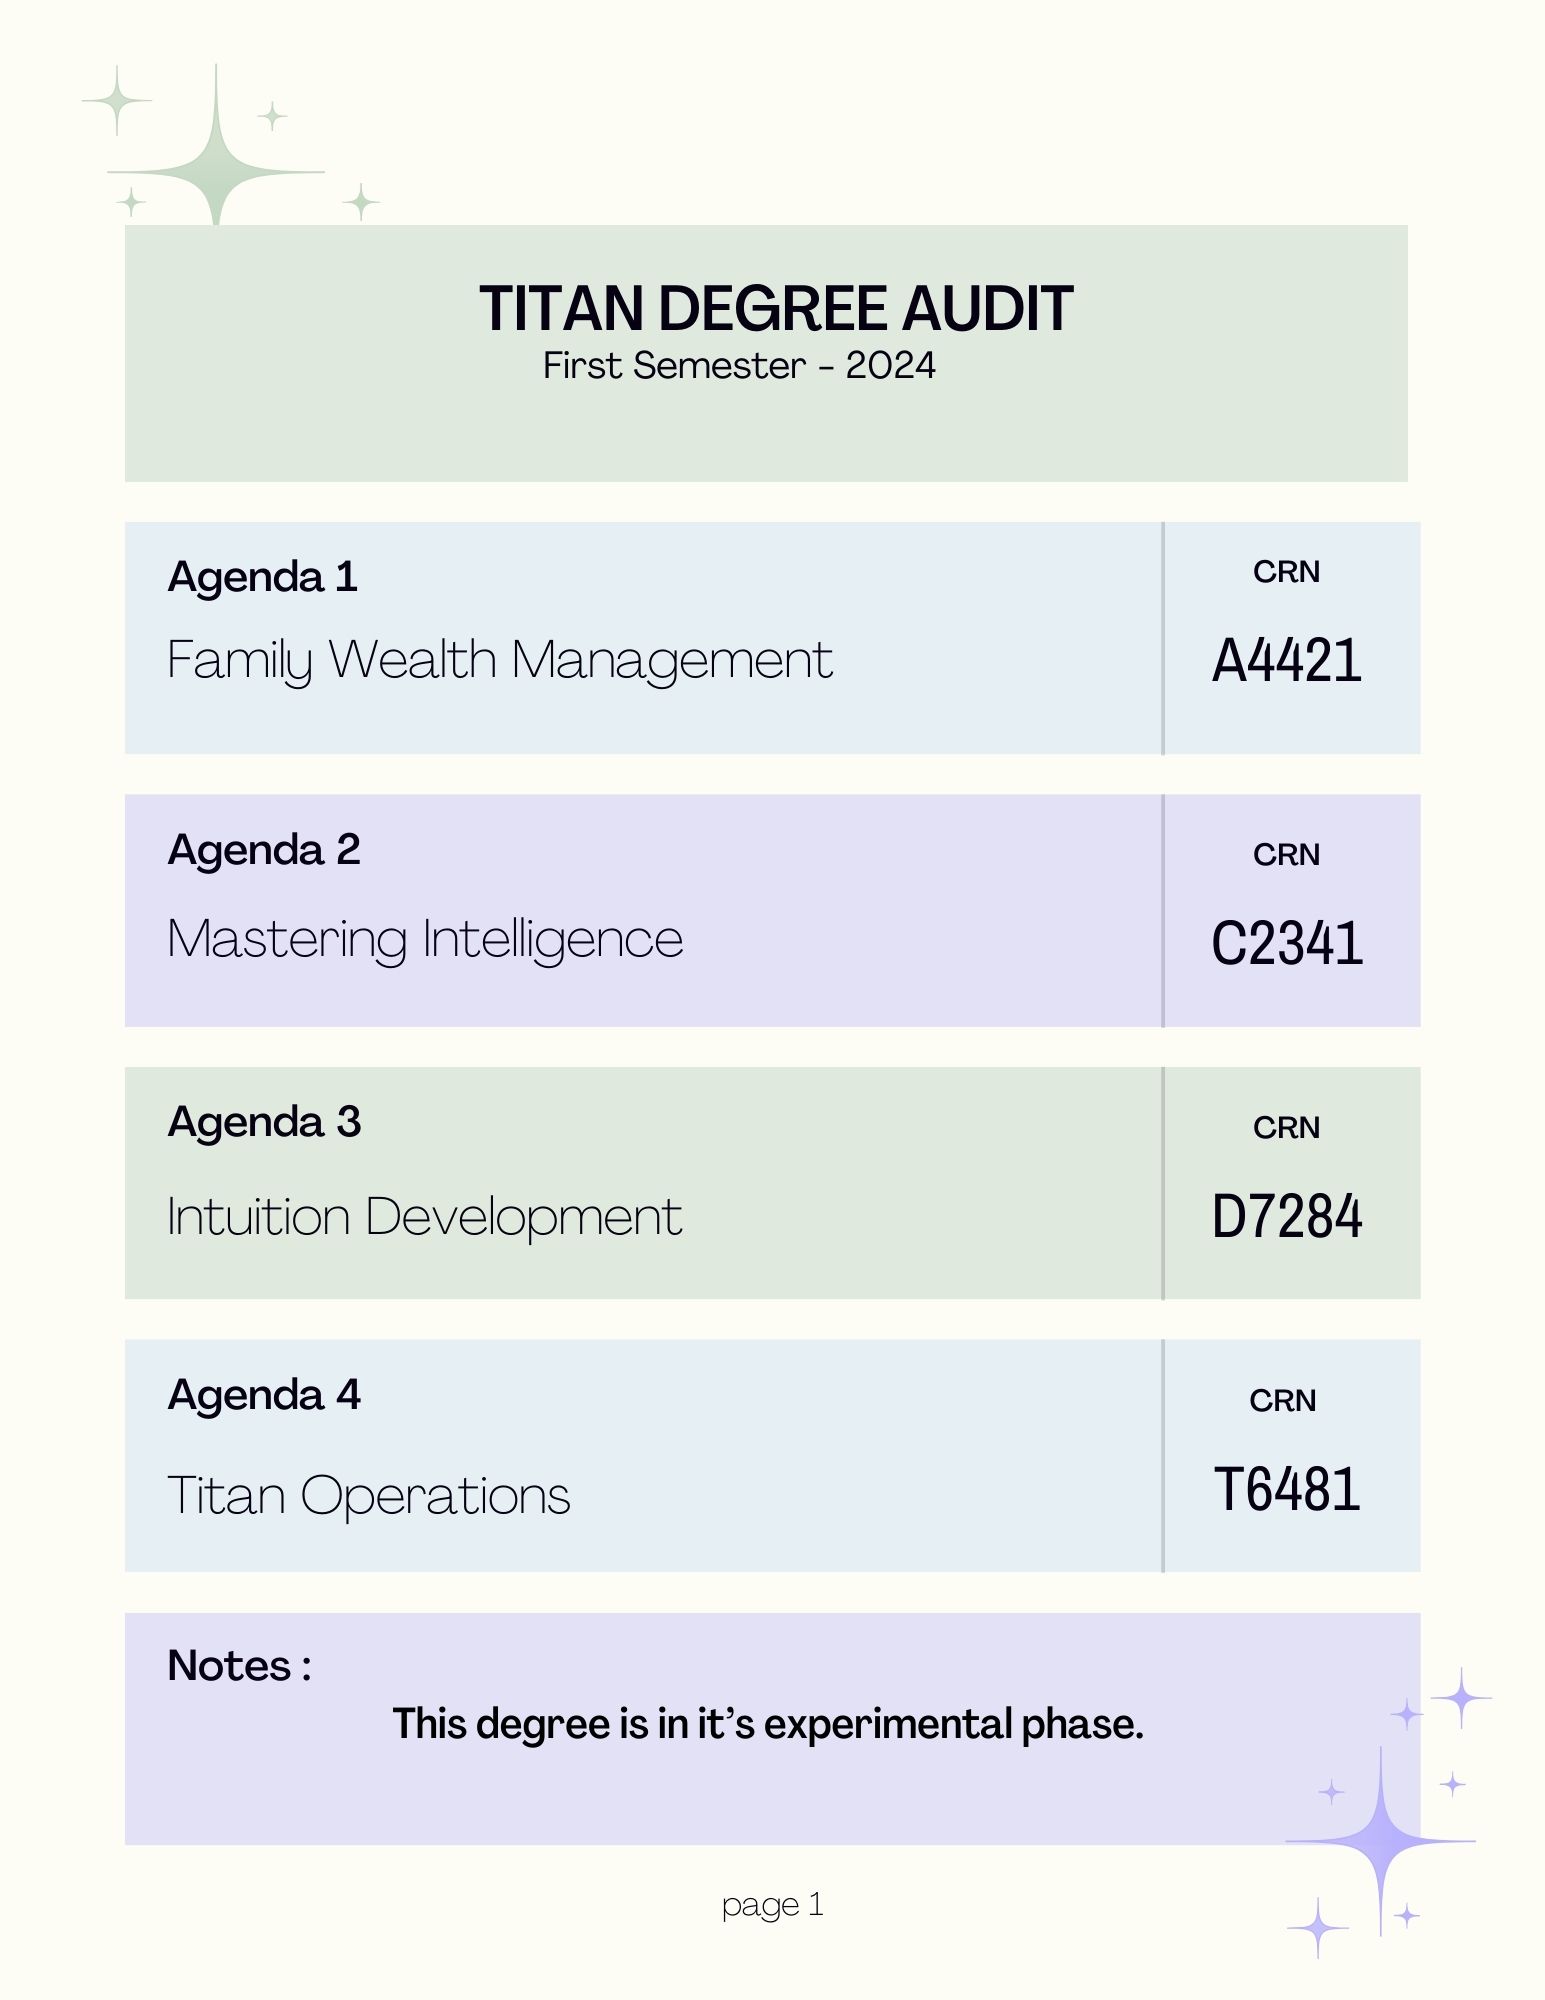 TITAN DEGREE AUDIT
First Semester - 2024
Agenda 1
CRN
Family Wealth Management
A4421
Agenda 2
CRN
Mastering Intelligence
C2341
Agenda 3
CRN
Intuition Development
D7284
Agenda 4
CRN
Titan Operations
T6481
Notes :
This degree is in it’s experimental phase.
page 1